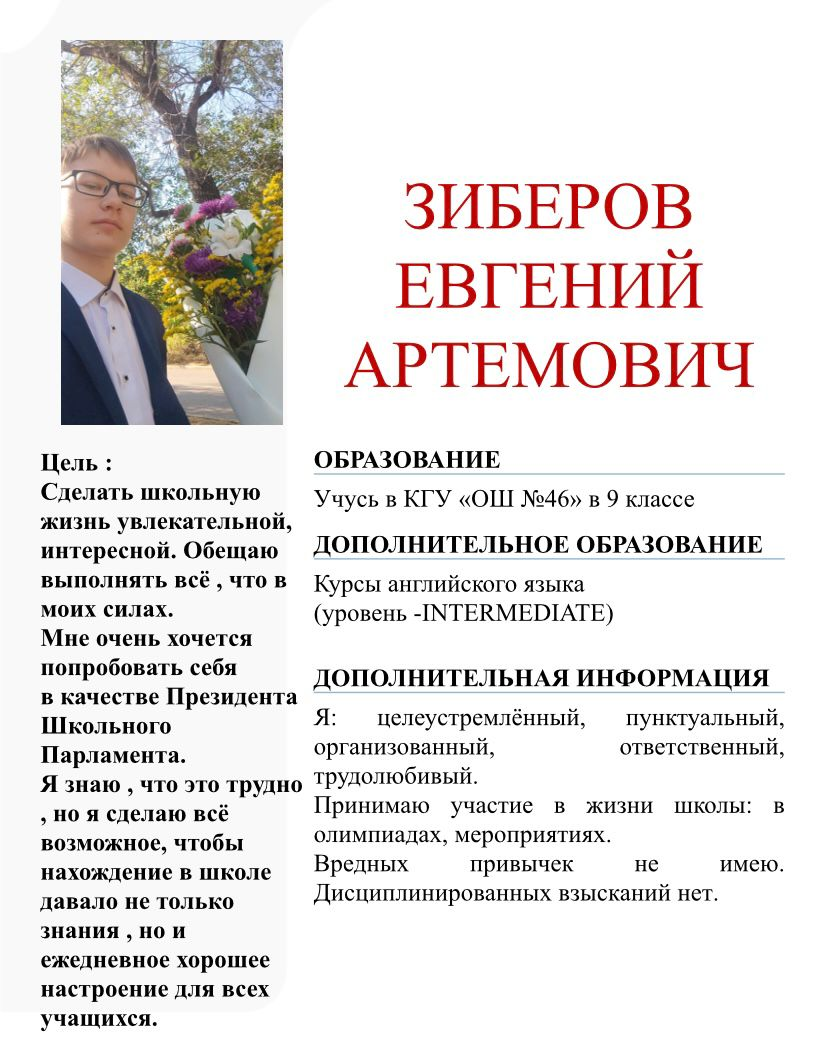 ЗИБЕРОВ
ЕВГЕНИЙ
АРТЕМОВИЧ
Цель :
Сделать школьную
жизнь увлекательной,
интересной. Обещаю
выполнять всё , что в
моих силах.
Мне очень хочется
попробовать себя
в качестве Президента
Школьного
Парламента.
Я знаю , что это трудно
, но я сделаю всё
возможное, чтобы
нахождение в школе
давало не только
знания , но и
ежедневное хорошее
настроение для всех
учащихся.
ОБРАЗОВАНИЕ
Учусь в КГУ «ОШ №46» в 9 классе
ДОПОЛНИТЕЛЬНОЕ ОБРАЗОВАНИЕ
Курсы английского языка
(уровень -INTERMEDIATE)
ДОПОЛНИТЕЛЬНАЯ ИНФОРМАЦИЯ
Я: целеустремлённый, пунктуальный,
организованный, ответственный,
трудолюбивый.
Принимаю участие в жизни школы: в
олимпиадах, мероприятиях.
Вредных привычек не имею.
Дисциплинированных взысканий нет.